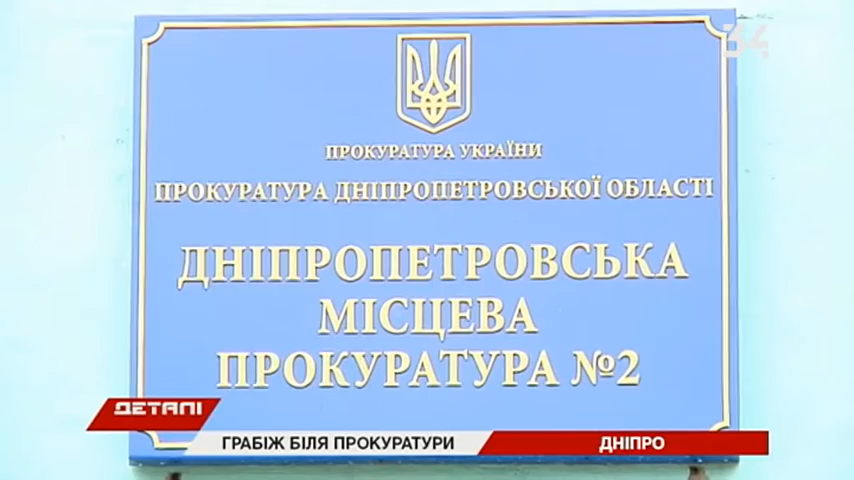 34
ПРОКУРАТУРА УКРАЇНИ
ПРОКУРАТУРА ДНІПРОПЕТРОВСЬКОЇ ОБЛАСТІ
ДНІПРОПЕТРОВСЬКА
МІСЦЕВА
ПРОКУРАТУРА №2
ДЕТАЛІ
ГРАБІЖ БІЛЯ ПРОКУРАТУРИ
ДНІПРО